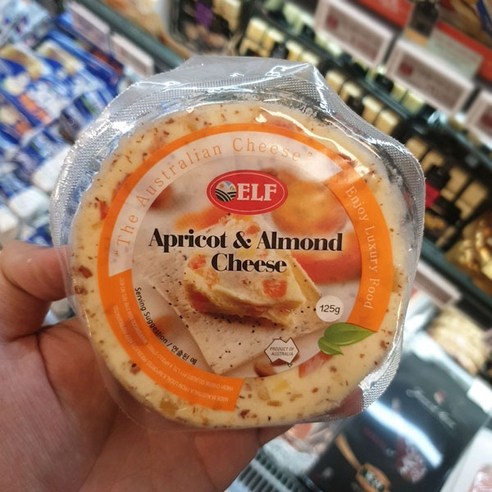 The Australian Cheese
Enjoy Luxury Food
ELF
Apricot & Almond
Cheese
125g
Serving Suggestion /
PRODUCT OF
AUSTRALIA